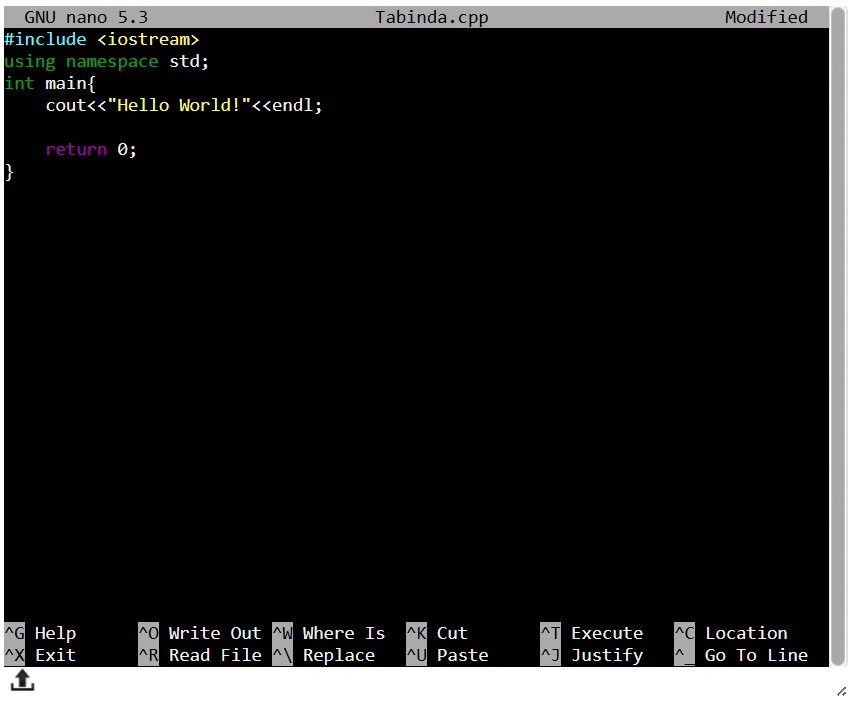 GNU nano 5.3 Tabinda.cpp Modified
#include <iostream>
using namespace std;
int main{
    cout<<"Hello World!"<<endl;

    return 0;
}
^G Help ^O Write Out ^W Where Is ^K Cut ^T Execute ^C Location
^X Exit ^R Read File ^\ Replace ^U Paste ^J Justify ^_ Go To Line